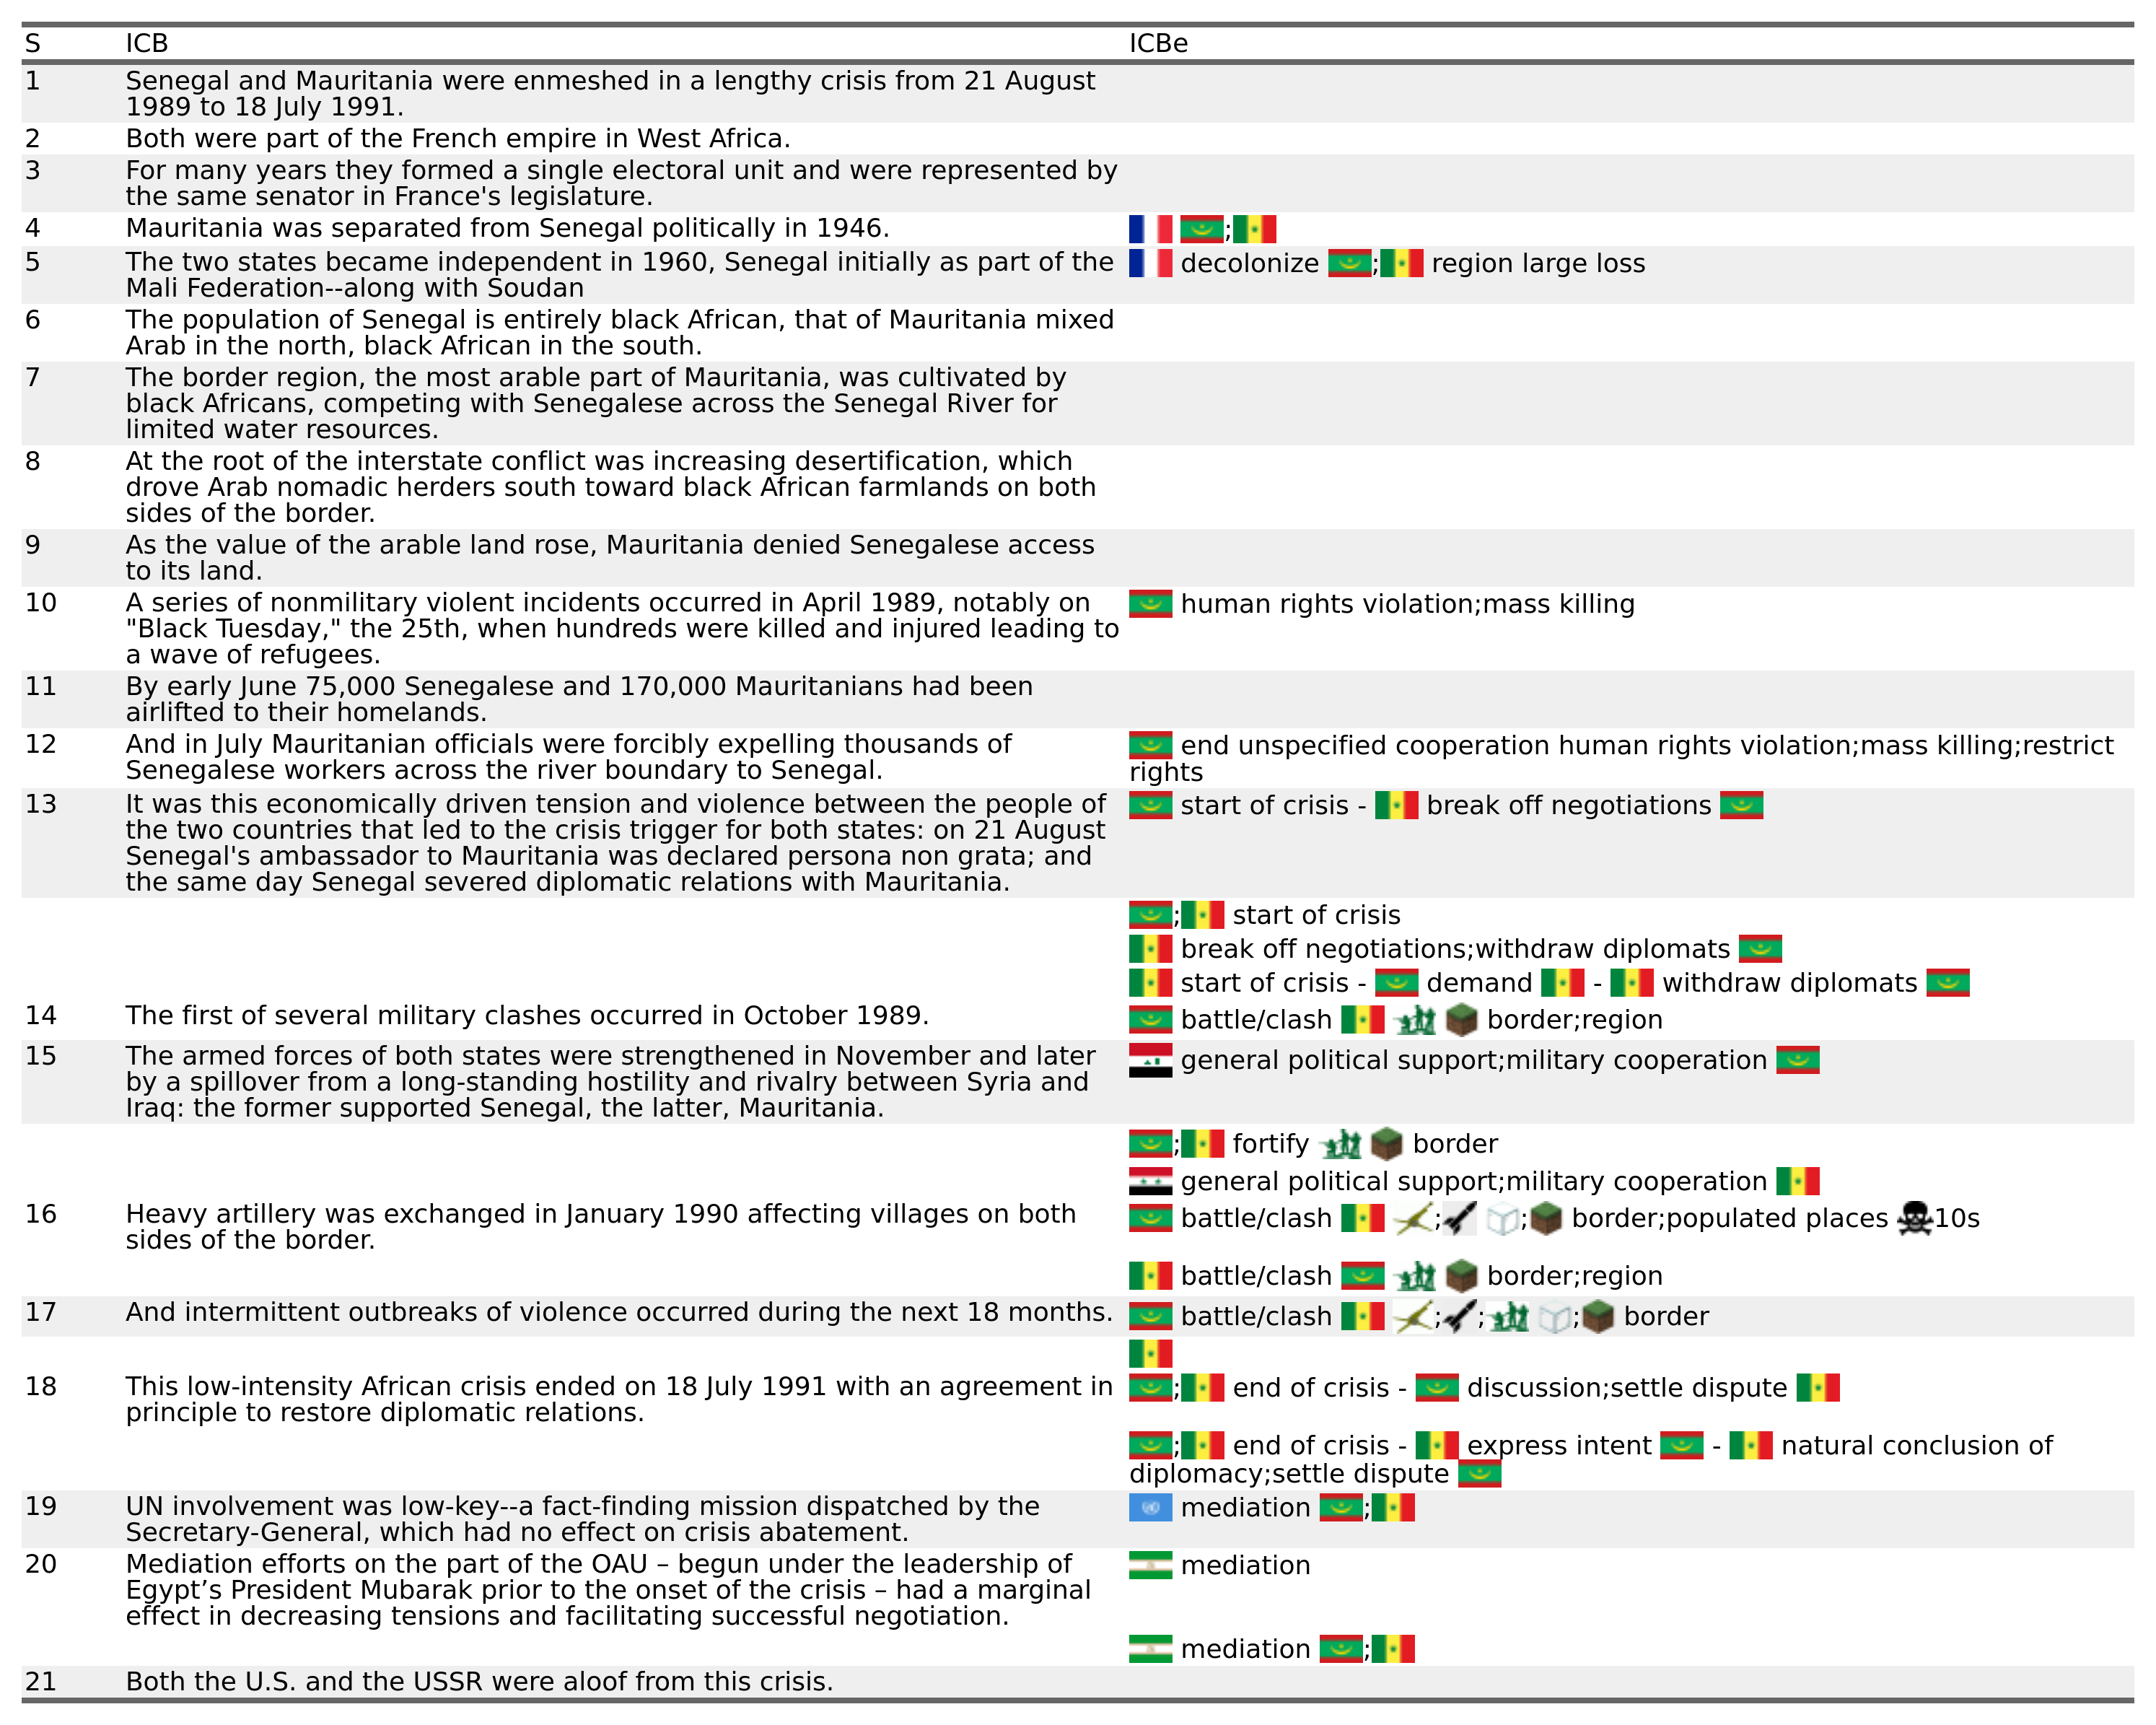 S ICB ICBe
1 Senegal and Mauritania were enmeshed in a lengthy crisis from 21 August
1989 to 18 July 1991.
2 Both were part of the French empire in West Africa.
3 For many years they formed a single electoral unit and were represented by
the same senator in France's legislature.
4 Mauritania was separated from Senegal politically in 1946. ;
5 The two states became independent in 1960, Senegal initially as part of the decolonize ; region large loss
Mali Federation--along with Soudan
6 The population of Senegal is entirely black African, that of Mauritania mixed
Arab in the north, black African in the south.
7 The border region, the most arable part of Mauritania, was cultivated by
black Africans, competing with Senegalese across the Senegal River for
limited water resources.
8 At the root of the interstate conflict was increasing desertification, which
drove Arab nomadic herders south toward black African farmlands on both
sides of the border.
9 As the value of the arable land rose, Mauritania denied Senegalese access
to its land.
10 A series of nonmilitary violent incidents occurred in April 1989, notably on human rights violation;mass killing
"Black Tuesday," the 25th, when hundreds were killed and injured leading to
a wave of refugees.
11 By early June 75,000 Senegalese and 170,000 Mauritanians had been
airlifted to their homelands.
12 And in July Mauritanian officials were forcibly expelling thousands of end unspecified cooperation human rights violation;mass killing;restrict
Senegalese workers across the river boundary to Senegal. rights
13 It was this economically driven tension and violence between the people of start of crisis - break off negotiations
the two countries that led to the crisis trigger for both states: on 21 August
Senegal's ambassador to Mauritania was declared persona non grata; and
the same day Senegal severed diplomatic relations with Mauritania.
; start of crisis
break off negotiations;withdraw diplomats
start of crisis - demand - withdraw diplomats
14 The first of several military clashes occurred in October 1989. battle/clash border;region
15 The armed forces of both states were strengthened in November and later general political support;military cooperation
by a spillover from a long-standing hostility and rivalry between Syria and
Iraq: the former supported Senegal, the latter, Mauritania.
; fortify border
general political support;military cooperation
16 Heavy artillery was exchanged in January 1990 affecting villages on both battle/clash ; ; border;populated places 10s
sides of the border.
battle/clash border;region
17 And intermittent outbreaks of violence occurred during the next 18 months. battle/clash ; ; ; border
18 This low-intensity African crisis ended on 18 July 1991 with an agreement in ; end of crisis - discussion;settle dispute
principle to restore diplomatic relations.
; end of crisis - express intent - natural conclusion of
diplomacy;settle dispute
19 UN involvement was low-key--a fact-finding mission dispatched by the mediation ;
Secretary-General, which had no effect on crisis abatement.
20 Mediation efforts on the part of the OAU – begun under the leadership of mediation
Egypt’s President Mubarak prior to the onset of the crisis – had a marginal
effect in decreasing tensions and facilitating successful negotiation.
mediation ;
21 Both the U.S. and the USSR were aloof from this crisis.